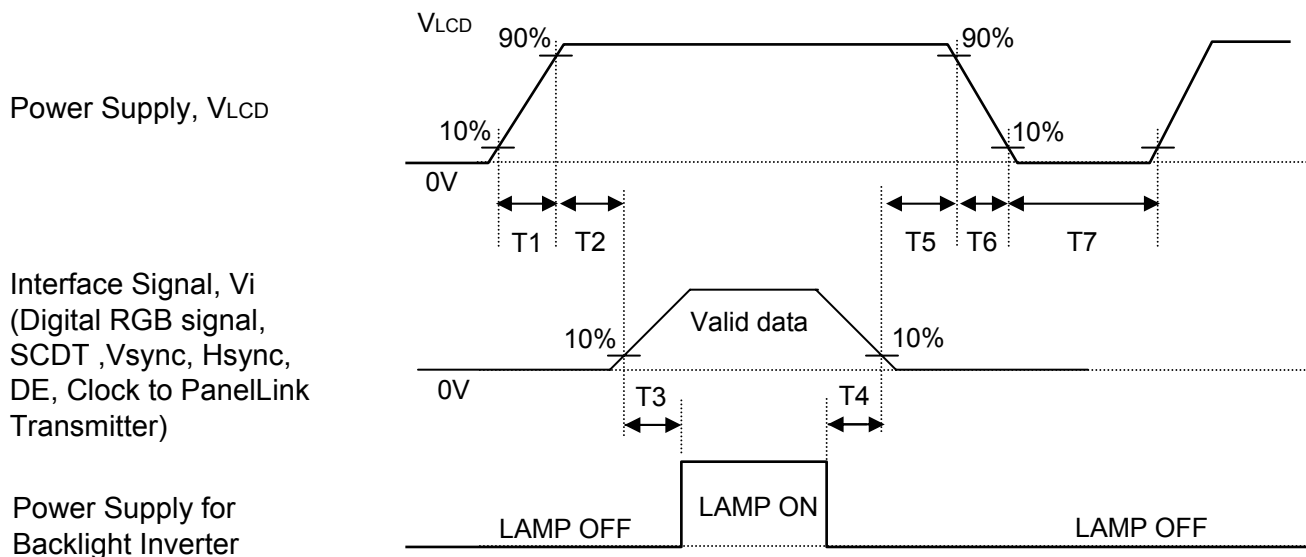 VLCD
90%
90%
Power Supply, VLCD
10%
10%
0V
T1
T2
T5
T6
T7
Interface Signal, Vi
(Digital RGB signal,
SCDT ,Vsync, Hsync,
DE, Clock to PanelLink
Transmitter)
Valid data
10%
10%
0V
T3
T4
Power Supply for
Backlight Inverter
LAMP OFF
LAMP ON
LAMP OFF